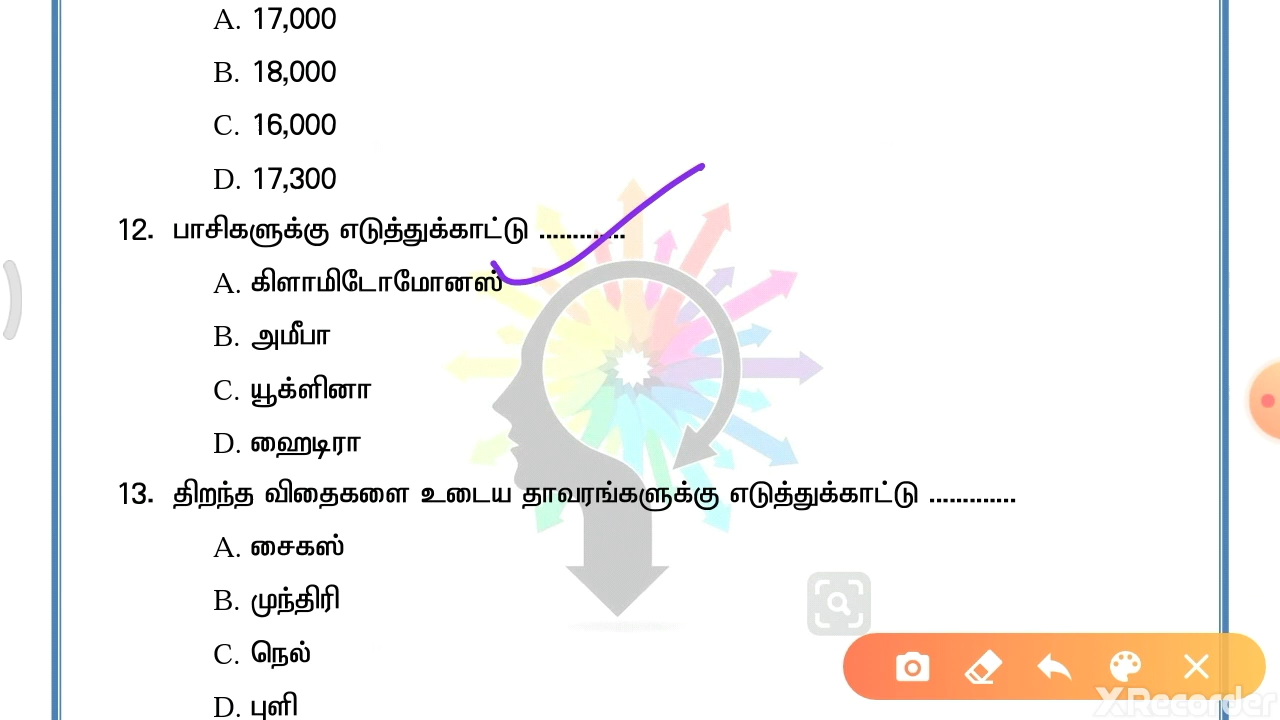 A. 17,000
B. 18,000
C. 16,000
D. 17,300
12. பாசிகளுக்கு எடுத்துக்காட்டு .............
A. கிளாமிடோமோனஸ்
B. அமீபா
C. யூக்ளினா
D. ஹைடிரா
13. திறந்த விதைகளை உடைய தாவரங்களுக்கு எடுத்துக்காட்டு .............
A. சைகஸ்
B. முந்திரி
C. நெல்
D. புளி
XRecorder